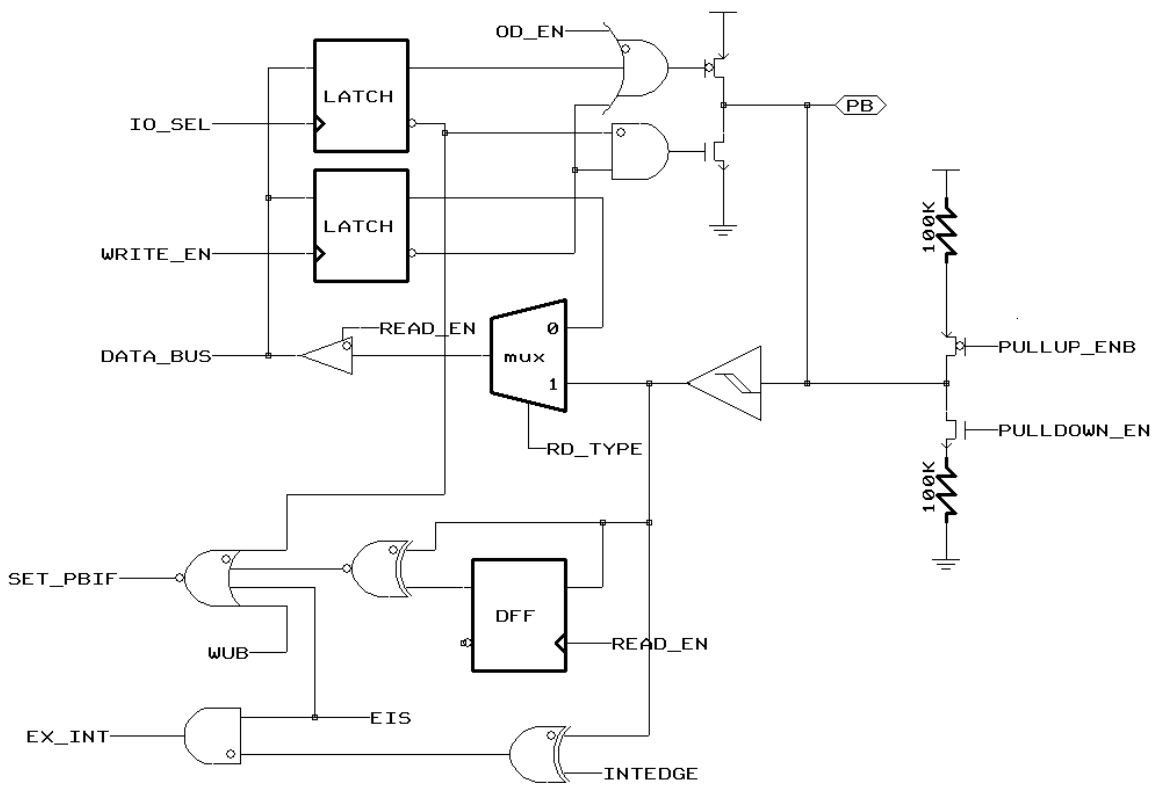 OD_EN
LATCH
PB
IO_SEL
100K
LATCH
WRITE_EN
READ_EN
0
PULLUP_ENB
DATA_BUS
mux
1
PULLDOWN_EN
RD_TYPE
100K
SET_PBIF
DFF
READ_EN
WUB
EIS
EX_INT
INTEDGE